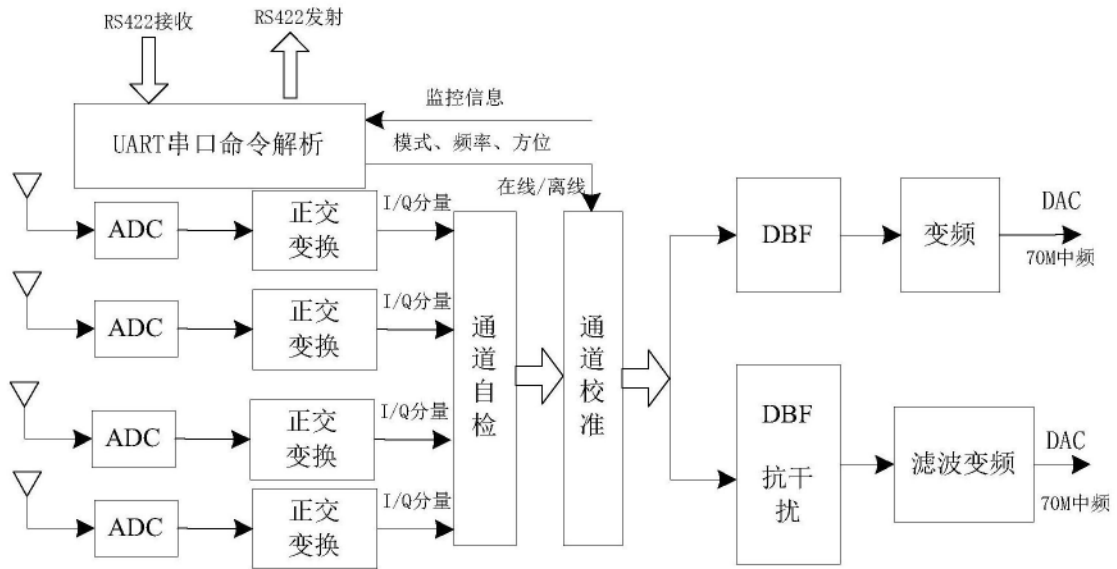 RS422接收
RS422发射
UART串口命令解析
监控信息
模式、频率、方位
在线/离线
ADC
正交
变换
I/Q分量
ADC
正交
变换
I/Q分量
ADC
正交
变换
I/Q分量
ADC
正交
变换
I/Q分量
通
道
自
检
通
道
校
准
DBF
变频
DAC
70M中频
DBF
抗干
扰
滤波变频
DAC
70M中频